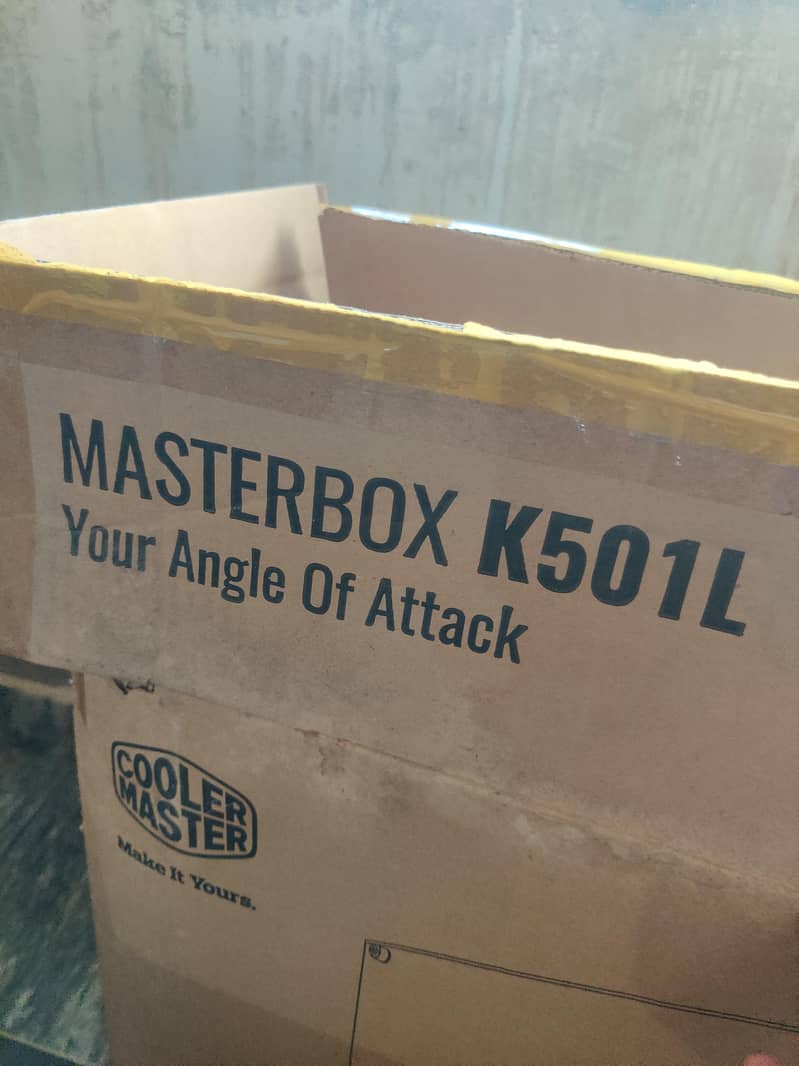 MASTERBOX K501L
Your Angle Of Attack
COOLER
MASTER
Make It Yours.